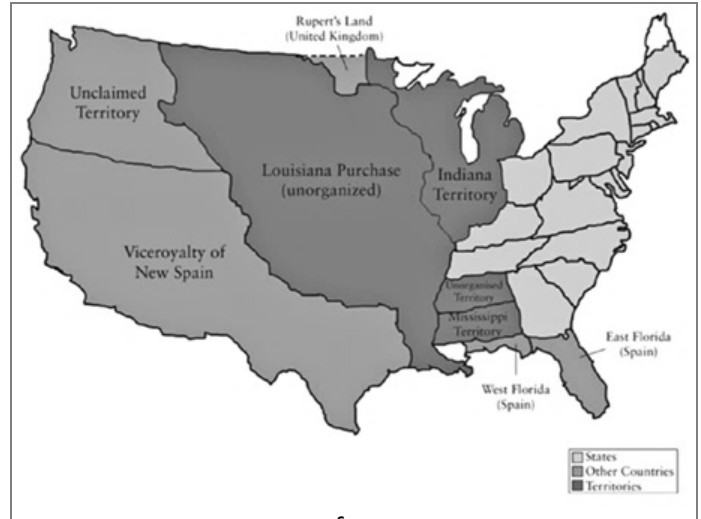 Rupert's Land
(United Kingdom)
Unclaimed
Territory
Louisiana Purchase
(unorganized)
Indiana
Territory
Viceroyalty of
New Spain
Unorganised
Territory
Mississippi
Territory
East Florida
(Spain)
West Florida
(Spain)
States
Other Countries
Territories